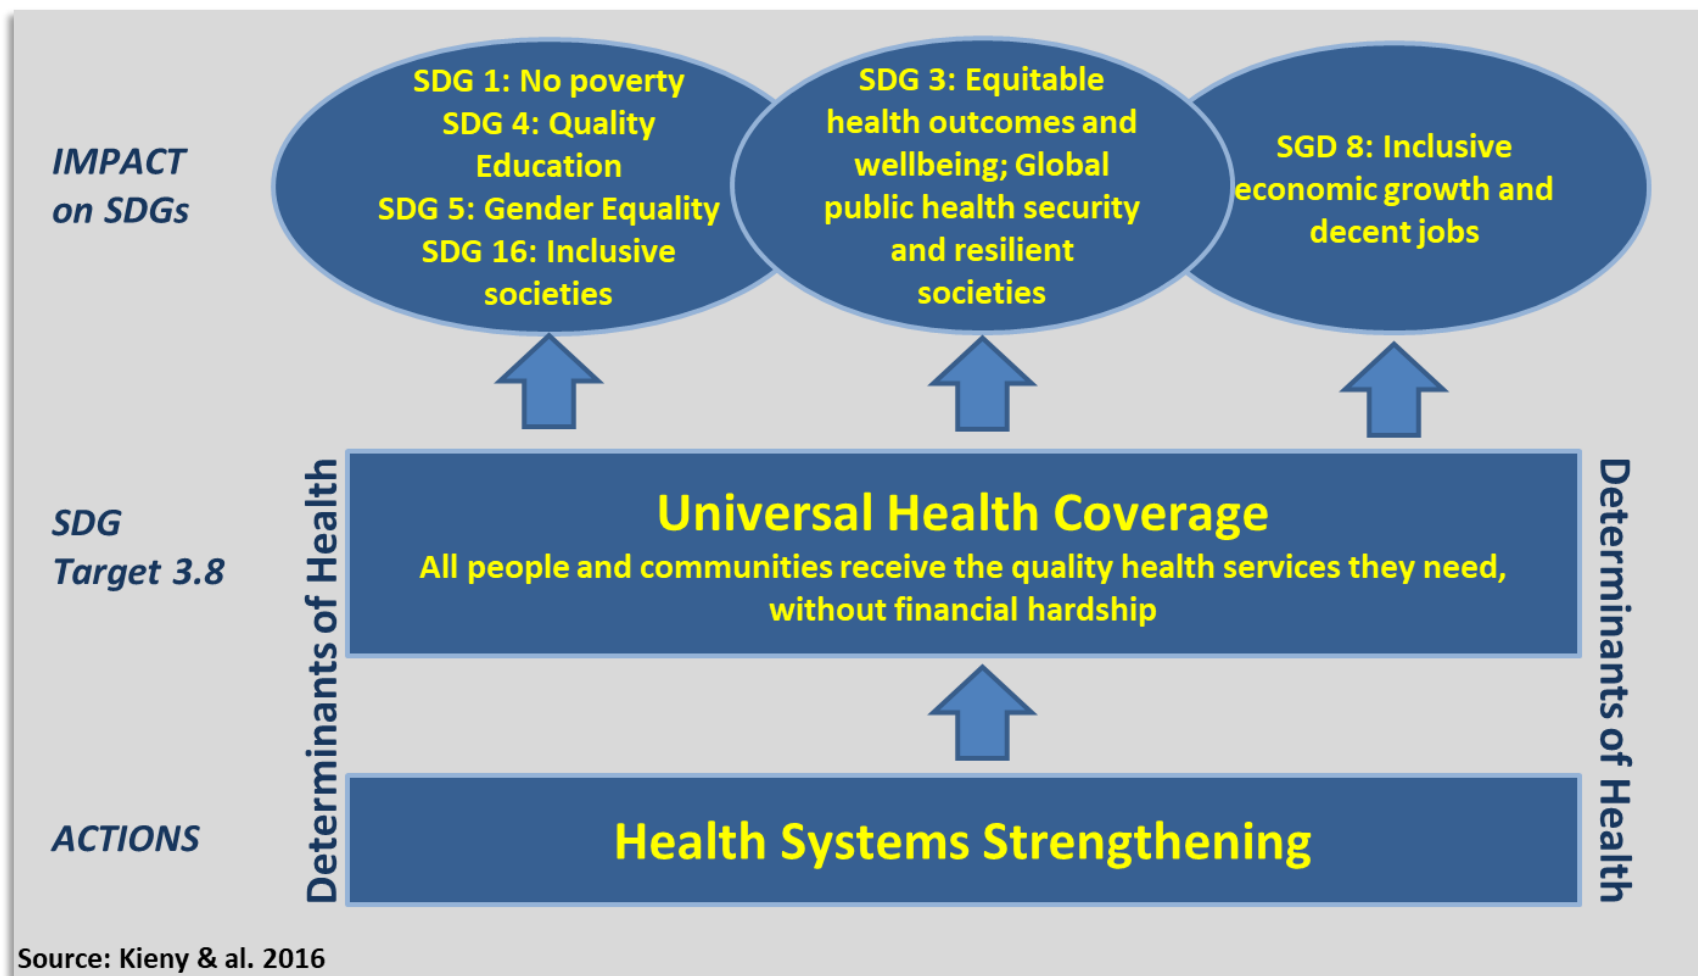 IMPACT
on SDGs
SDG 1: No poverty
SDG 4: Quality
Education
SDG 5: Gender Equality
SDG 16: Inclusive
societies
SDG 3: Equitable
health outcomes and
wellbeing; Global
public health security
and resilient
societies
SGD 8: Inclusive
economic growth and
decent jobs
SDG
Target 3.8
Determinants of Health
Universal Health Coverage
All people and communities receive the quality health services they need,
without financial hardship
Determinants of Health
ACTIONS
Health Systems Strengthening
Source: Kieny & al. 2016